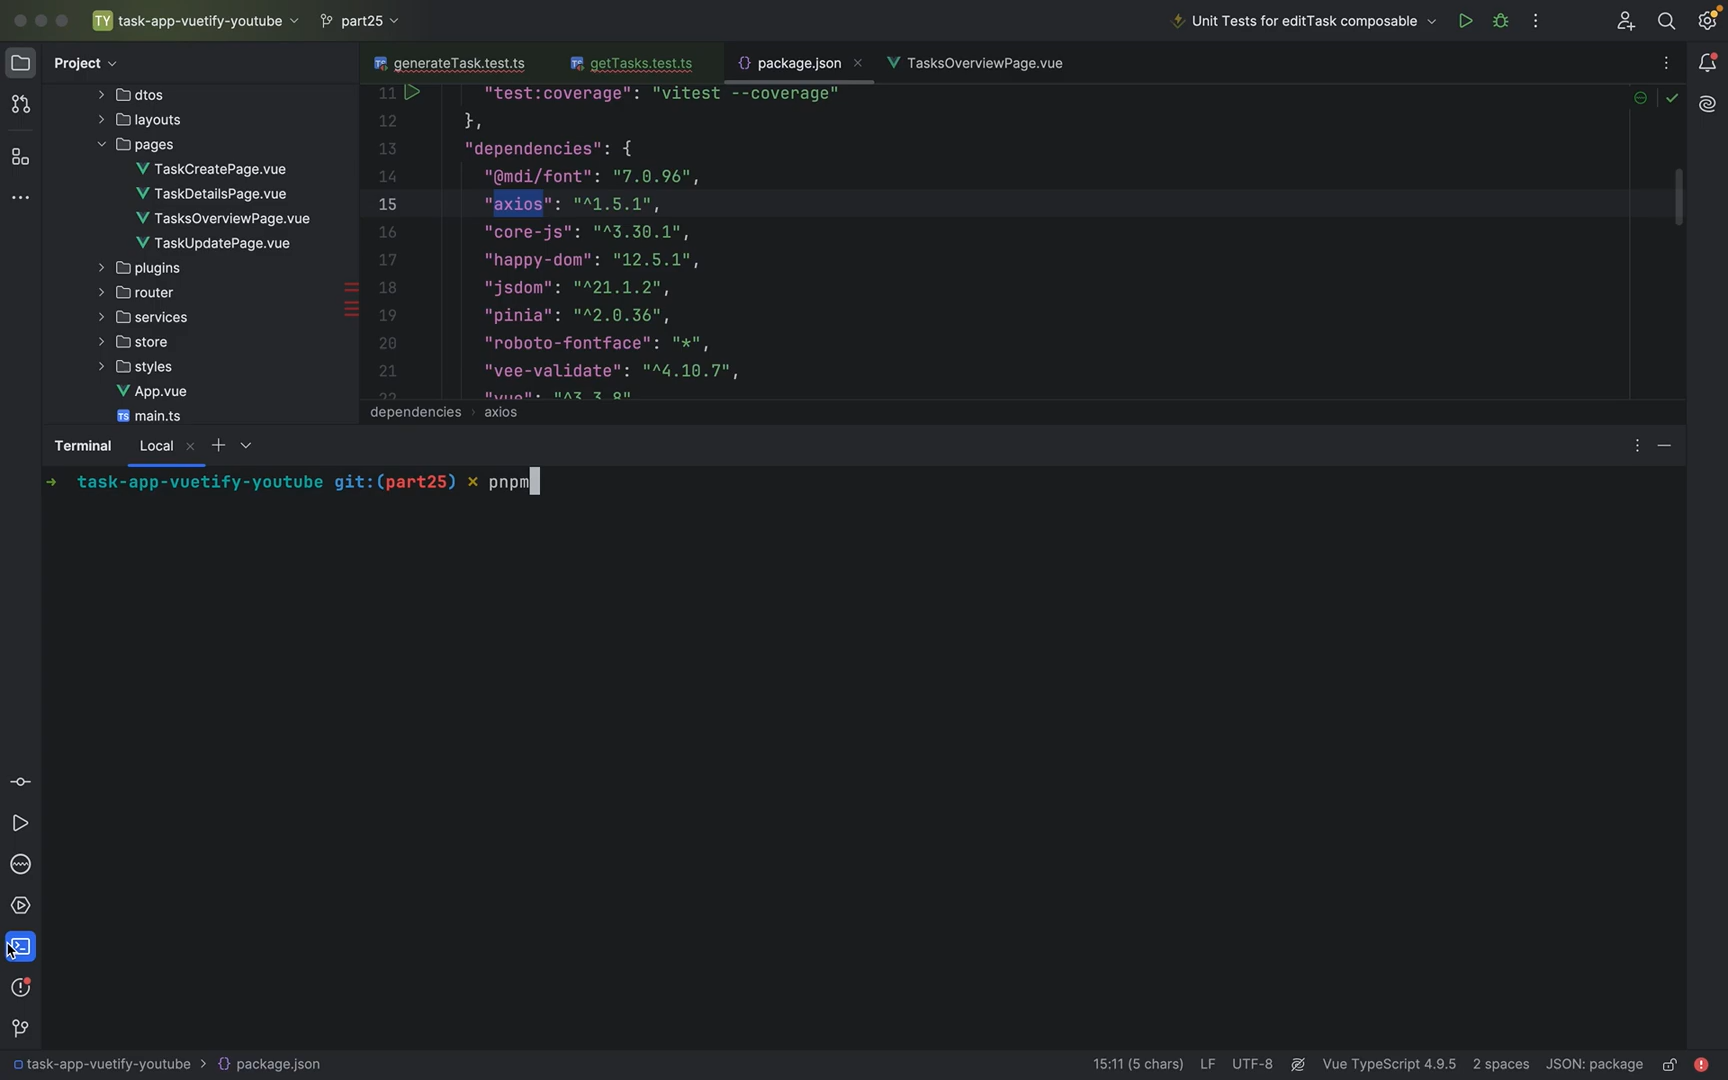 TY task-app-vuetify-youtube part25 Unit Tests for editTask composable
Project
dtos
layouts
pages
TaskCreatePage.vue
TaskDetailsPage.vue
TasksOverviewPage.vue
TaskUpdatePage.vue
plugins
router
services
store
styles
App.vue
TS main.ts
generateTask.test.ts getTasks.test.ts {} package.json TasksOverviewPage.vue
11 "test:coverage": "vitest --coverage"
12 },
13 "dependencies": {
14 "@mdi/font": "7.0.96",
15 "axios": "^1.5.1",
16 "core-js": "^3.30.1",
17 "happy-dom": "12.5.1",
18 "jsdom": "^21.1.2",
19 "pinia": "^2.0.36",
20 "roboto-fontface": "*",
21 "vee-validate": "^4.10.7",
22 "vue": "^3.3.8"
dependencies › axios
Terminal Local
→ task-app-vuetify-youtube git:(part25) × pnpm
task-app-vuetify-youtube › {} package.json 15:11 (5 chars) LF UTF-8 Vue TypeScript 4.9.5 2 spaces JSON: package